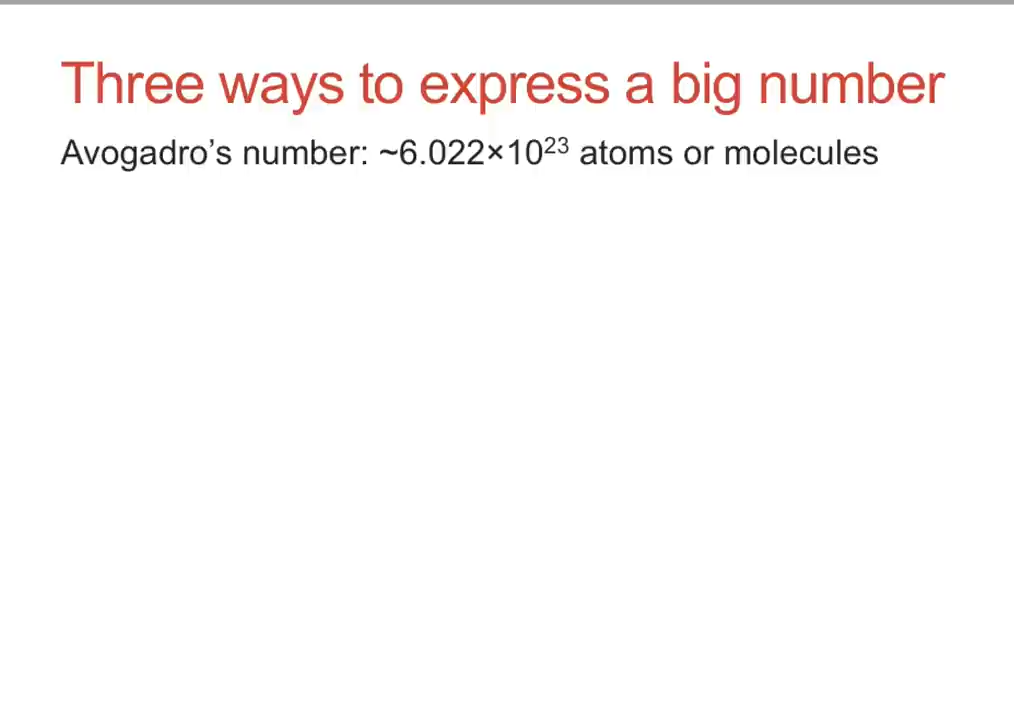 Three ways to express a big number
Avogadro’s number: ~6.022×10²³ atoms or molecules